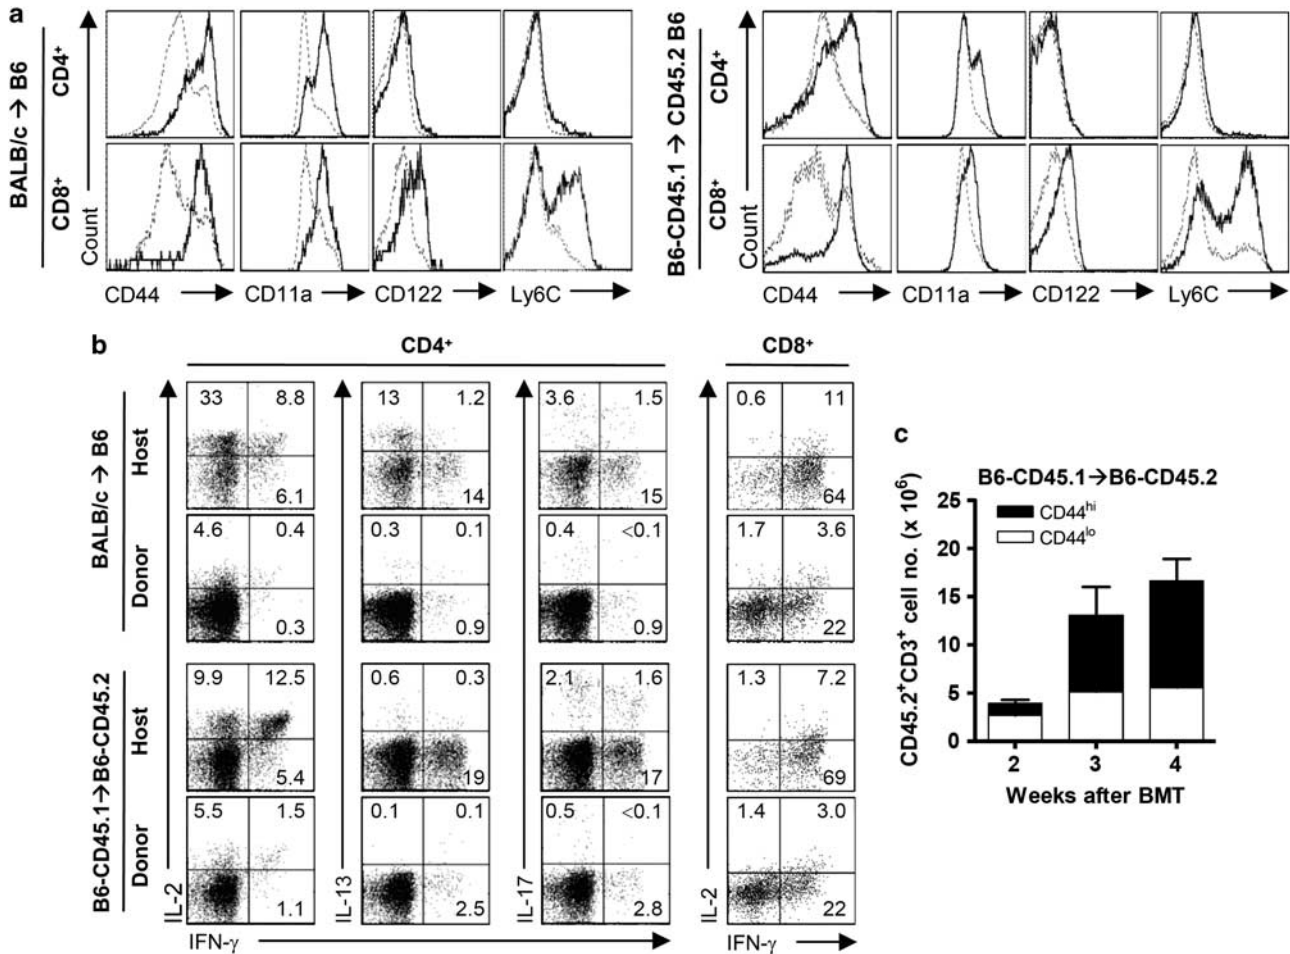 a
BALB/c → B6
CD4⁺
CD8⁺
Count
CD44
CD11a
CD122
Ly6C
B6-CD45.1 → CD45.2 B6
CD4⁺
CD8⁺
Count
CD44
CD11a
CD122
Ly6C
b
CD4⁺
CD8⁺
BALB/c → B6
Host
33 8.8 6.1
13 1.2 14
3.6 1.5 15
0.6 11 64
Donor
4.6 0.4 0.3
0.3 0.1 0.9
0.4 <0.1 0.9
1.7 3.6 22
B6-CD45.1→B6-CD45.2
Host
9.9 12.5 5.4
0.6 0.3 19
2.1 1.6 17
1.3 7.2 69
Donor
5.5 1.5 1.1
0.1 0.1 2.5
0.5 <0.1 2.8
1.4 3.0 22
IL-2
IL-13
IL-17
IL-2
IFN-γ
IFN-γ
c
B6-CD45.1→B6-CD45.2
CD44ʰⁱ
CD44ˡᵒ
CD45.2⁺CD3⁺ cell no. (x 10⁶)
25
20
15
10
5
0
2 3 4
Weeks after BMT